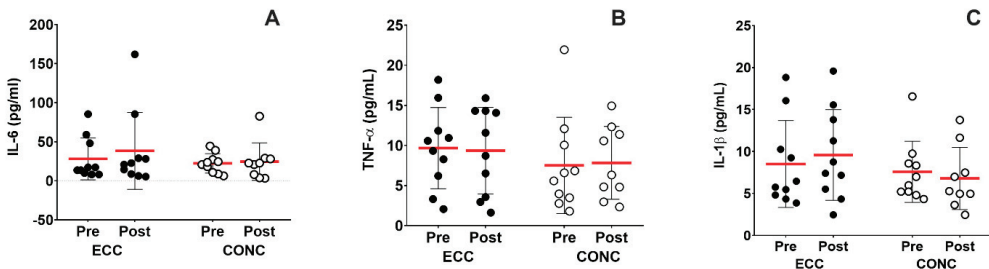 A
IL-6 (pg/ml)
200
150
100
50
0
-50
Pre Post Pre Post
ECC CONC
B
TNF-α (pg/mL)
25
20
15
10
5
0
Pre Post Pre Post
ECC CONC
C
IL-1β (pg/mL)
25
20
15
10
5
0
Pre Post Pre Post
ECC CONC